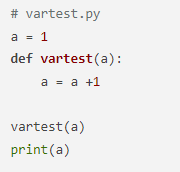 # vartest.py
a = 1
def vartest(a):
    a = a +1

vartest(a)
print(a)